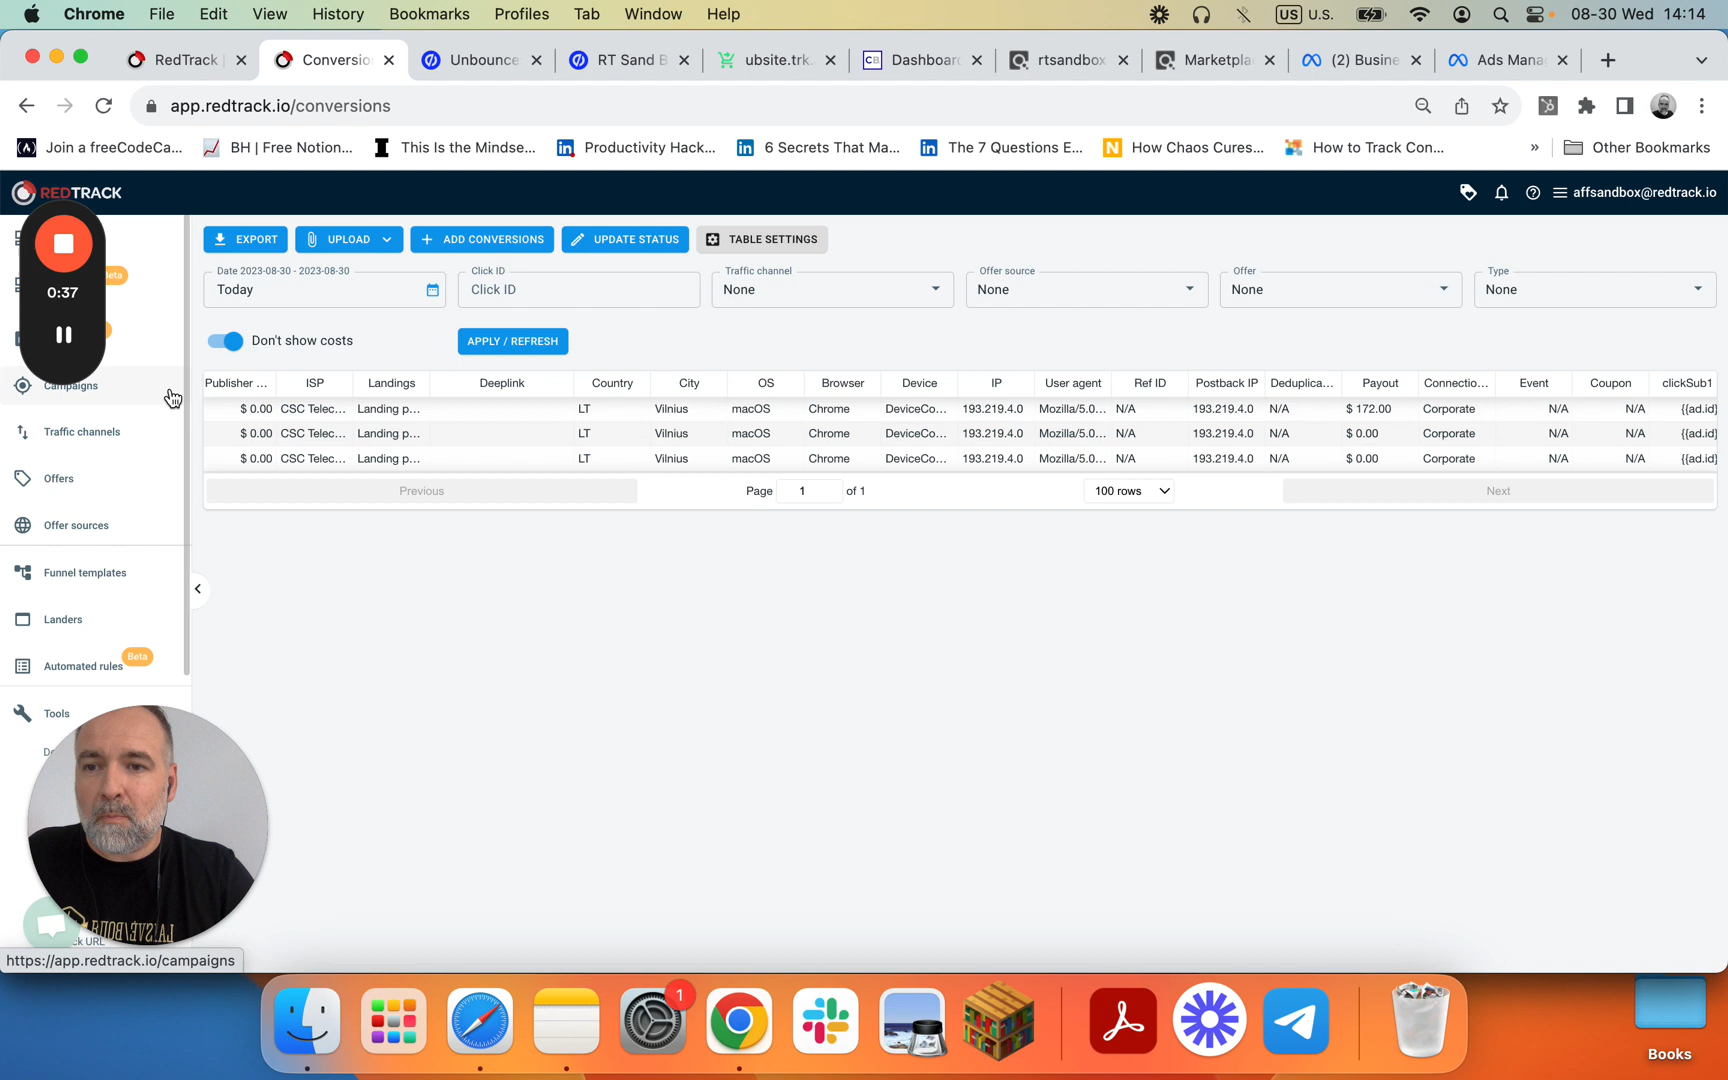 Chrome File Edit View History Bookmarks Profiles Tab Window Help US U.S. 08-30 Wed 14:14
RedTrack Conversio Unbounce RT Sand B ubsite.trk. CB Dashboar rtsandbox Marketpla (2) Busine Ads Mana
app.redtrack.io/conversions
Join a freeCodeCa... BH | Free Notion... This Is the Mindse... Productivity Hack... 6 Secrets That Ma... The 7 Questions E... N How Chaos Cures... How to Track Con... » Other Bookmarks
REDTRACK affsandbox@redtrack.io
EXPORT UPLOAD ADD CONVERSIONS UPDATE STATUS TABLE SETTINGS
Date 2023-08-30 - 2023-08-30 Click ID Traffic channel Offer source Offer Type
Today Click ID None None None None
Don't show costs APPLY / REFRESH
0:37
eta
Campaigns
Traffic channels
Offers
Offer sources
Funnel templates
Landers
Automated rules Beta
Tools
Publisher ... ISP Landings Deeplink Country City OS Browser Device IP User agent Ref ID Postback IP Deduplica... Payout Connectio... Event Coupon clickSub1
$ 0.00 CSC Telec... Landing p... LT Vilnius macOS Chrome DeviceCo... 193.219.4.0 Mozilla/5.0... N/A 193.219.4.0 N/A $ 172.00 Corporate N/A N/A {{ad.id}
$ 0.00 CSC Telec... Landing p... LT Vilnius macOS Chrome DeviceCo... 193.219.4.0 Mozilla/5.0... N/A 193.219.4.0 N/A $ 0.00 Corporate N/A N/A {{ad.id}
$ 0.00 CSC Telec... Landing p... LT Vilnius macOS Chrome DeviceCo... 193.219.4.0 Mozilla/5.0... N/A 193.219.4.0 N/A $ 0.00 Corporate N/A N/A {{ad.id}
Previous Page 1 of 1 100 rows Next
ck URL
https://app.redtrack.io/campaigns
1
Books